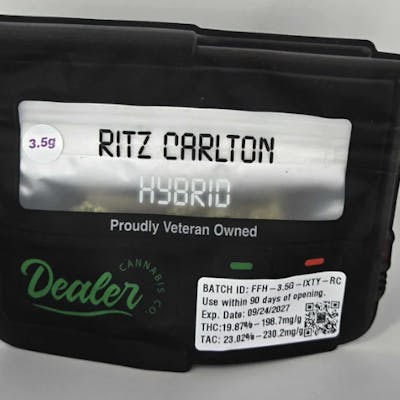 3.5g
RITZ CARLTON
HYBRID
Proudly Veteran Owned
Dealer
CANNABIS CO
BATCH ID: FFH-3.5G-IXTY-RC
Use within 90 days of opening.
Exp. Date: 09/24/2027
THC:19.87%-198.7mg/g
TAC: 23.02%-230.2mg/g